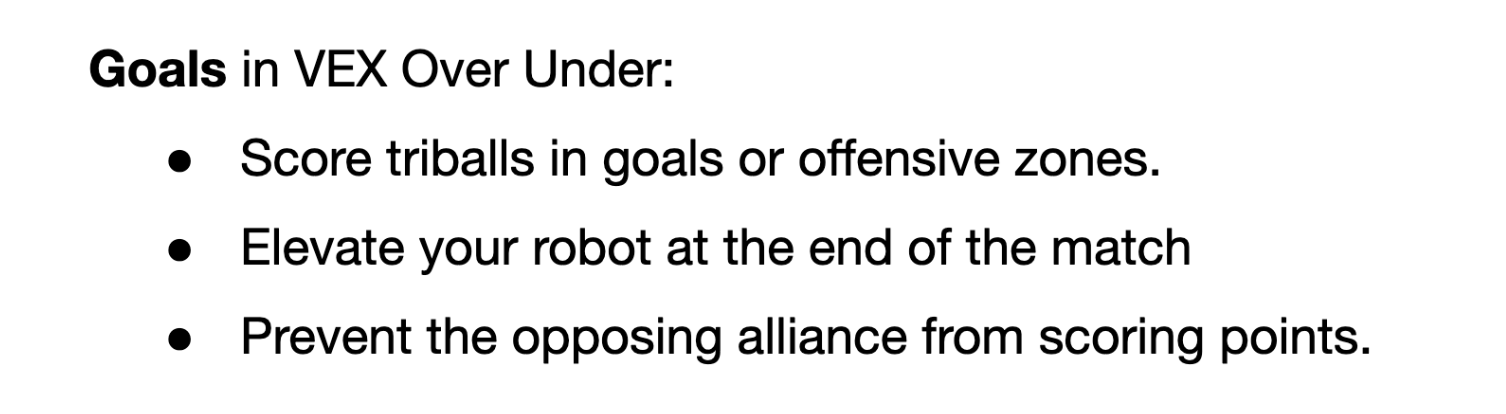 Goals in VEX Over Under:
● Score triballs in goals or offensive zones.
● Elevate your robot at the end of the match
● Prevent the opposing alliance from scoring points.